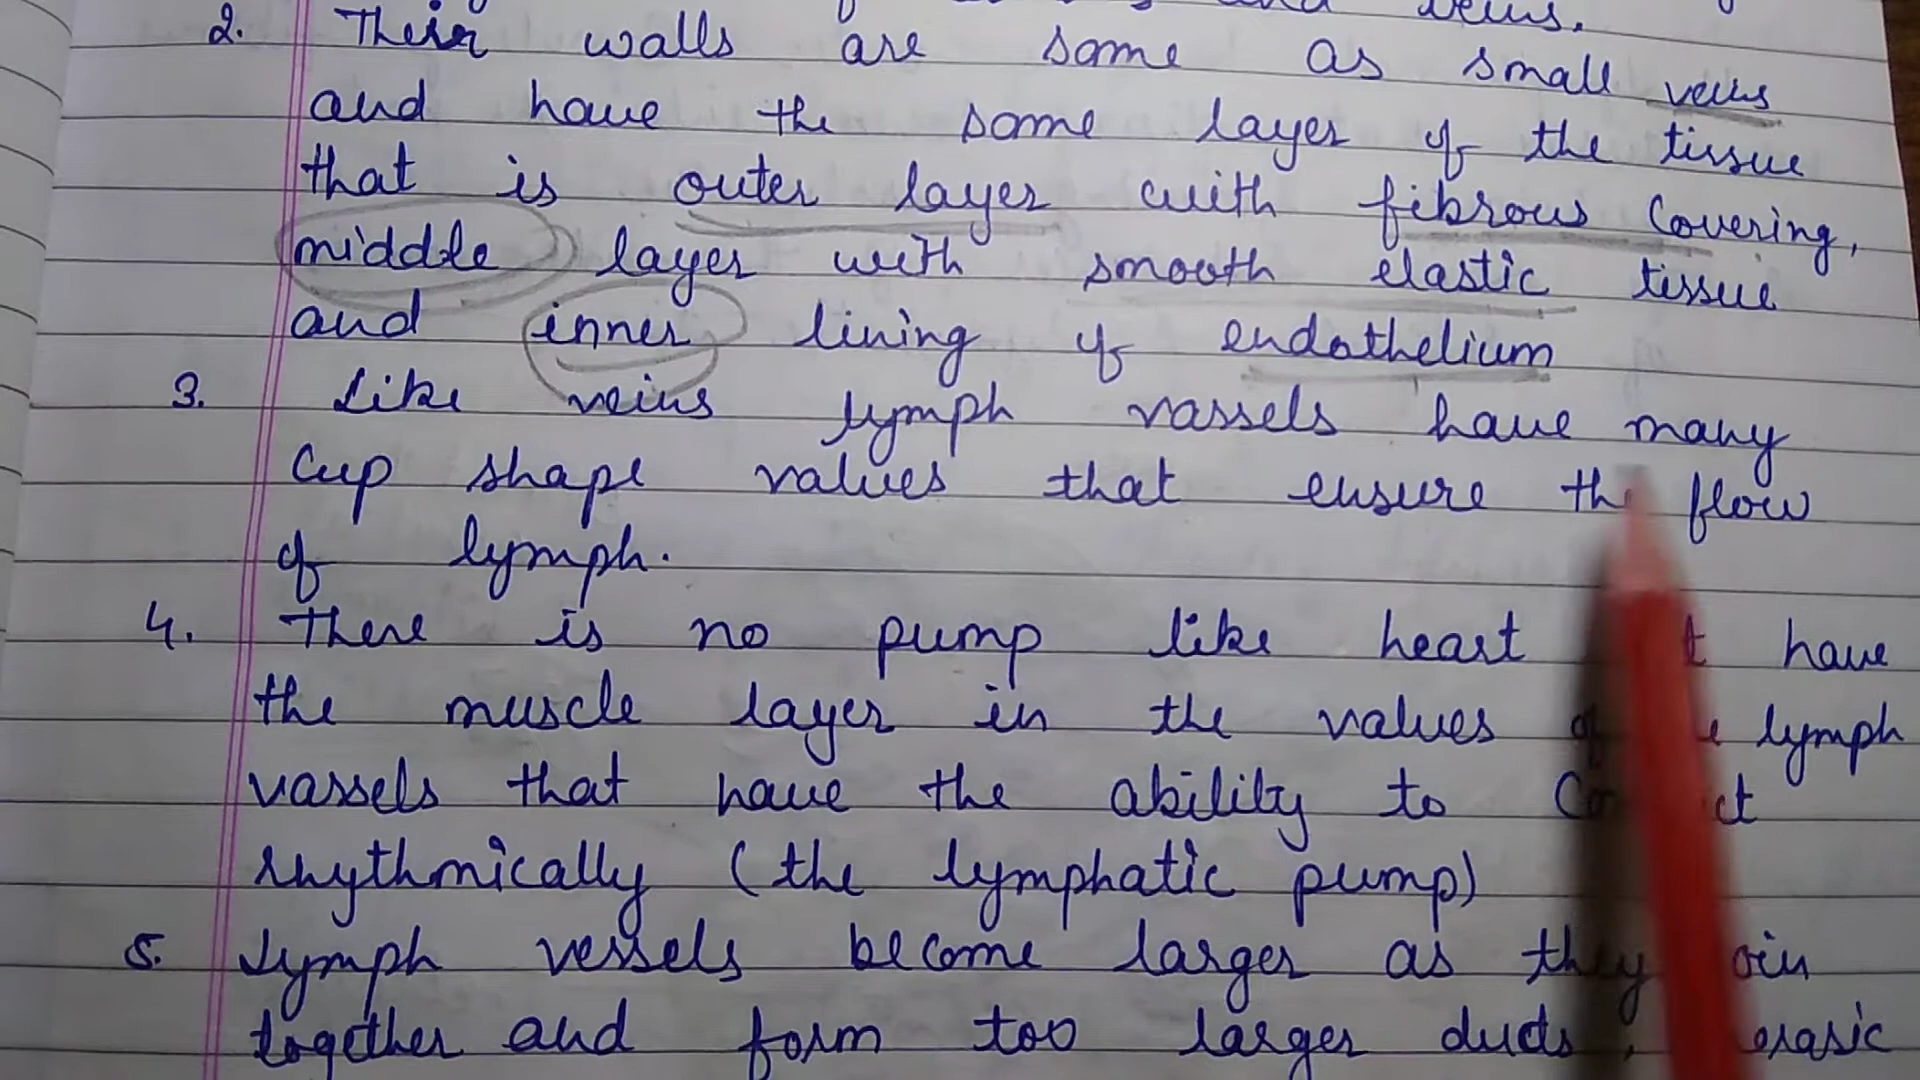 veins.
2. Their walls are same as small veins
and have the same layer of the tissue
that is outer layer with fibrous covering,
middle layer with smooth elastic tissue
and inner lining of endothelium
3. Like veins lymph vassels have many
cup shape values that ensure the flow
of lymph.
4. There is no pump like heart have
the muscle layer in the values lymph
vassels that have the ability to
rhythmically (the lymphatic pump)
5. Lymph vessels become larger as they
together and form too larger ducts,